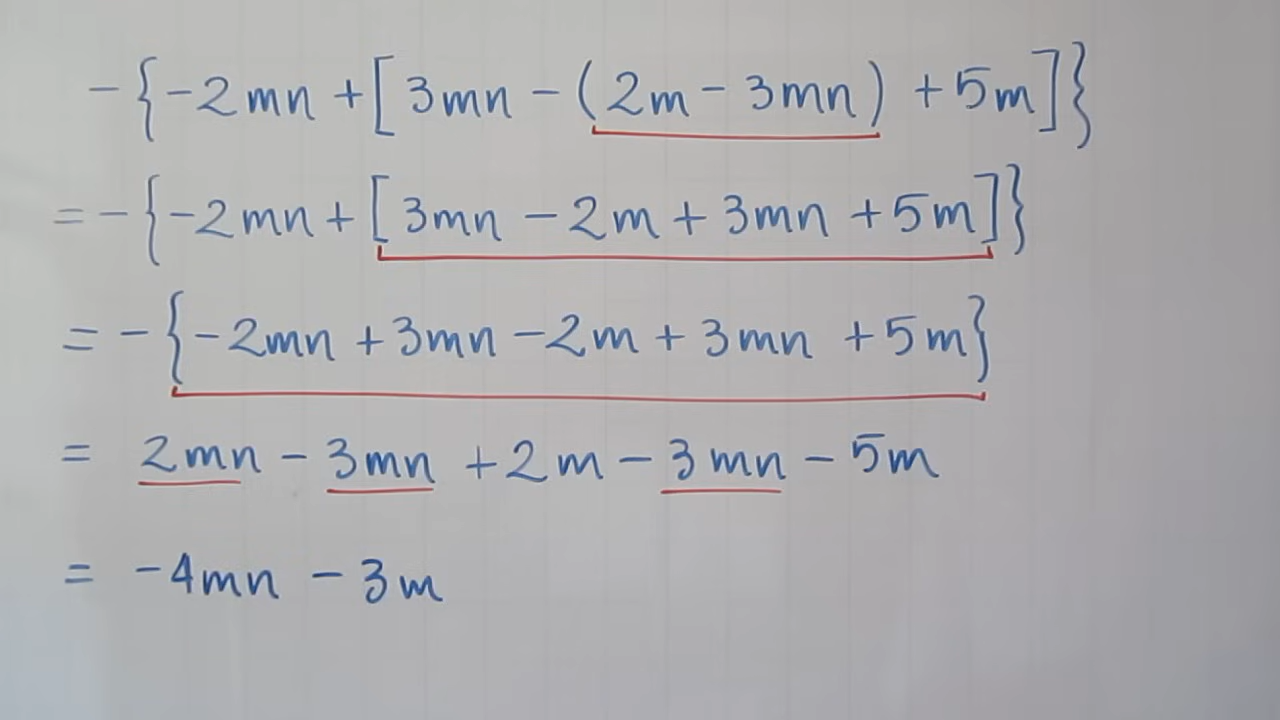 -{-2mn+[3mn-(2m-3mn)+5m]}
=-{-2mn+[3mn-2m+3mn+5m]}
=-{-2mn+3mn-2m+3mn+5m}
= 2mn-3mn+2m-3mn-5m
= -4mn-3m